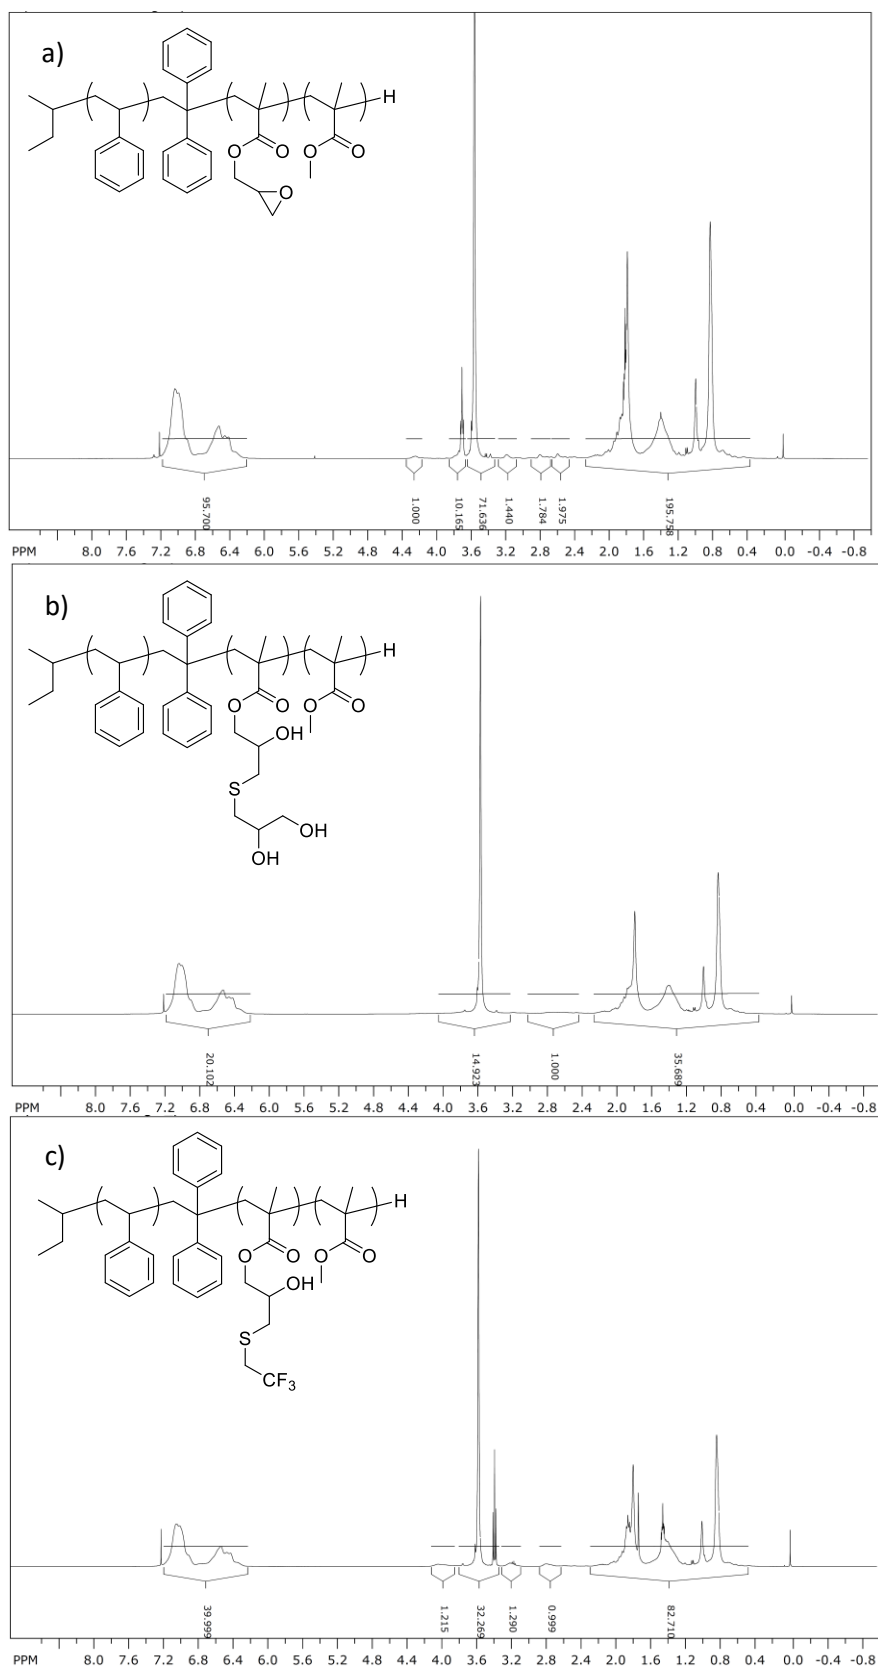 a)
H
O
O
O
O
O
95.700
1.000
10.165
71.636
1.440
1.784
1.975
195.758
PPM 8.0 7.6 7.2 6.8 6.4 6.0 5.6 5.2 4.8 4.4 4.0 3.6 3.2 2.8 2.4 2.0 1.6 1.2 0.8 0.4 0.0 -0.4 -0.8
b)
H
O
O
O
O
OH
S
OH
OH
20.102
14.923
1.000
35.689
PPM 8.0 7.6 7.2 6.8 6.4 6.0 5.6 5.2 4.8 4.4 4.0 3.6 3.2 2.8 2.4 2.0 1.6 1.2 0.8 0.4 0.0 -0.4 -0.8
c)
H
O
O
O
O
OH
S
CF3
39.999
1.215
32.269
1.290
0.999
82.710
PPM 8.0 7.6 7.2 6.8 6.4 6.0 5.6 5.2 4.8 4.4 4.0 3.6 3.2 2.8 2.4 2.0 1.6 1.2 0.8 0.4 0.0 -0.4 -0.8